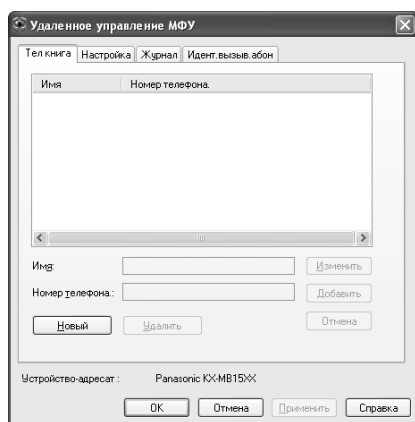 Удаленное управление МФУ
Тел книга Настройка Журнал Идент.вызыв.абон
Имя Номер телефона.
Имя: Изменить
Номер телефона.: Добавить
Новый Удалить Отмена
Устройство-адресат : Panasonic KX-MB15XX
OK Отмена Применить Справка